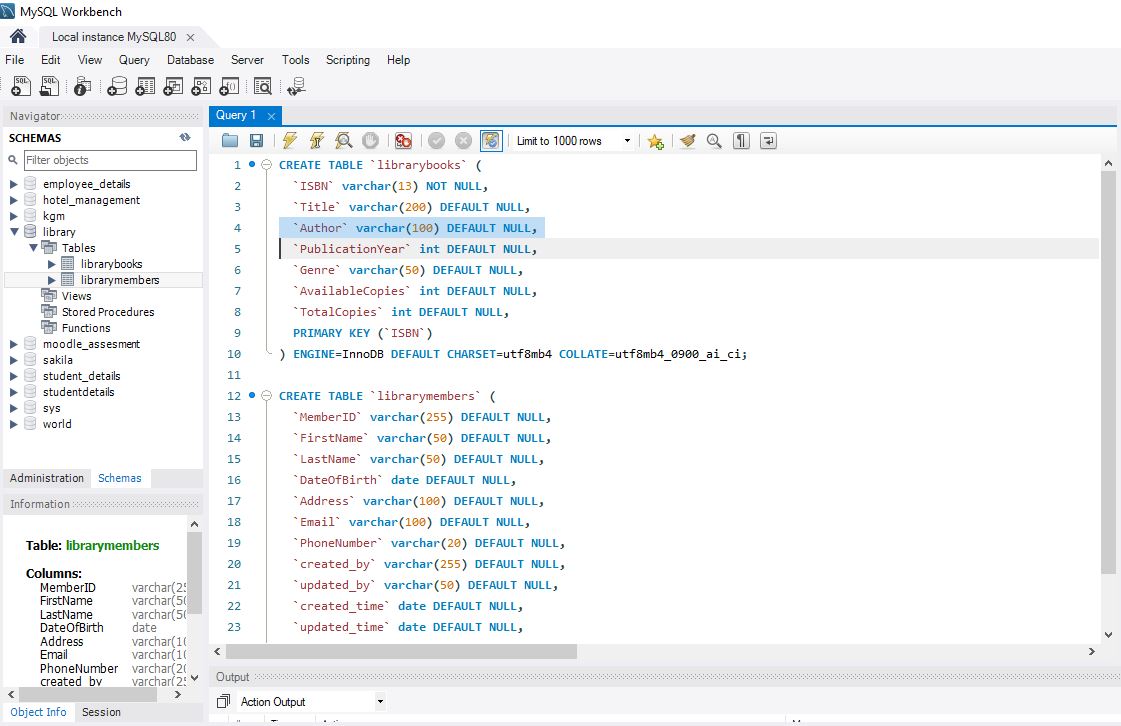 MySQL Workbench
Local instance MySQL80
File Edit View Query Database Server Tools Scripting Help
Navigator
SCHEMAS
Filter objects
employee_details
hotel_management
kgm
library
Tables
librarybooks
librarymembers
Views
Stored Procedures
Functions
moodle_assesment
sakila
student_details
studentdetails
sys
world
Administration Schemas
Information
Table: librarymembers
Columns:
MemberID varchar(25
FirstName varchar(50
LastName varchar(50
DateOfBirth date
Address varchar(10
Email varchar(10
PhoneNumber varchar(20
created_by varchar(25
Object Info Session
Query 1
Limit to 1000 rows
1 CREATE TABLE `librarybooks` (
2 `ISBN` varchar(13) NOT NULL,
3 `Title` varchar(200) DEFAULT NULL,
4 `Author` varchar(100) DEFAULT NULL,
5 `PublicationYear` int DEFAULT NULL,
6 `Genre` varchar(50) DEFAULT NULL,
7 `AvailableCopies` int DEFAULT NULL,
8 `TotalCopies` int DEFAULT NULL,
9 PRIMARY KEY (`ISBN`)
10 ) ENGINE=InnoDB DEFAULT CHARSET=utf8mb4 COLLATE=utf8mb4_0900_ai_ci;
11
12 CREATE TABLE `librarymembers` (
13 `MemberID` varchar(255) DEFAULT NULL,
14 `FirstName` varchar(50) DEFAULT NULL,
15 `LastName` varchar(50) DEFAULT NULL,
16 `DateOfBirth` date DEFAULT NULL,
17 `Address` varchar(100) DEFAULT NULL,
18 `Email` varchar(100) DEFAULT NULL,
19 `PhoneNumber` varchar(20) DEFAULT NULL,
20 `created_by` varchar(255) DEFAULT NULL,
21 `updated_by` varchar(50) DEFAULT NULL,
22 `created_time` date DEFAULT NULL,
23 `updated_time` date DEFAULT NULL,
Output
Action Output